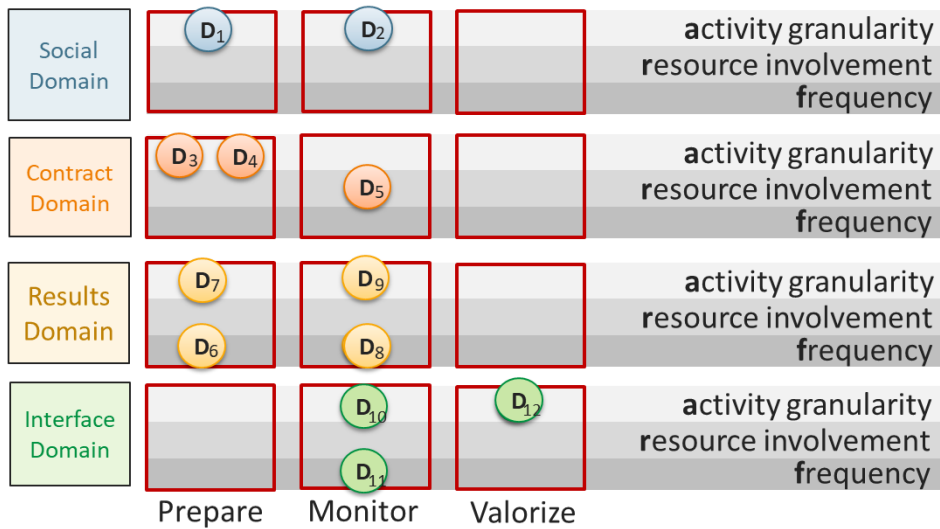 Social
Domain
D1
D2
activity granularity
resource involvement
frequency
Contract
Domain
D3
D4
D5
activity granularity
resource involvement
frequency
Results
Domain
D7
D9
D6
D8
activity granularity
resource involvement
frequency
Interface
Domain
D10
D12
D11
activity granularity
resource involvement
frequency
Prepare
Monitor
Valorize